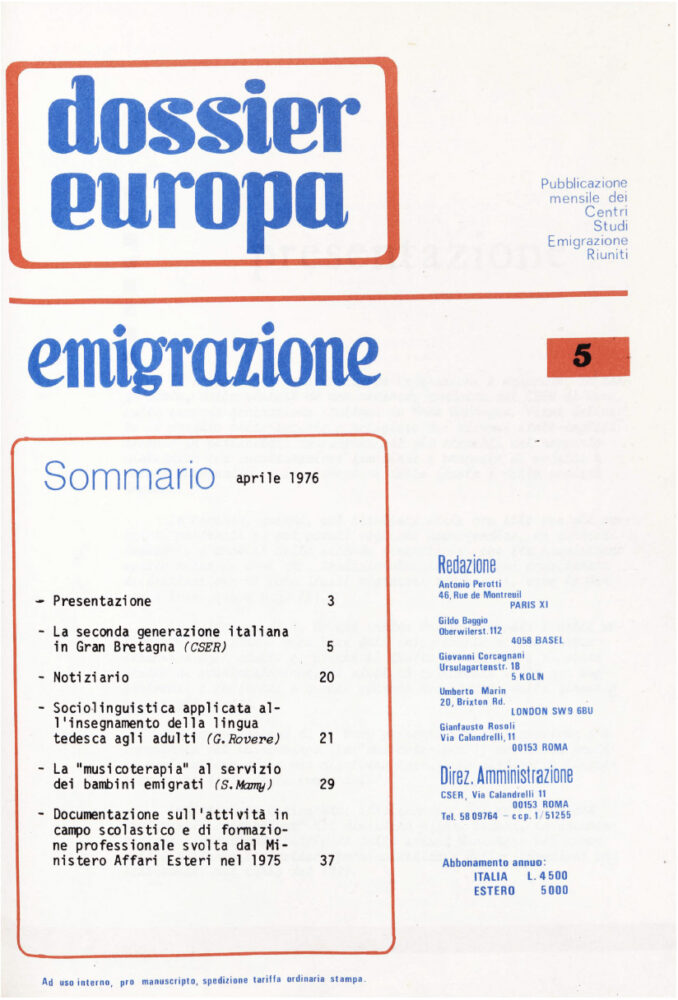 dossier
europa
Pubblicazione
mensile dei
Centri
Studi
Emigrazione
Riuniti
emigrazione
5
Sommario aprile 1976
- Presentazione 3
- La seconda generazione italiana
in Gran Bretagna (CSER) 5
- Notiziario 20
- Sociolinguistica applicata al-
l'insegnamento della lingua
tedesca agli adulti (G. Rovere) 21
- La "musicoterapia" al servizio
dei bambini emigrati (S. Mamy) 29
- Documentazione sull'attività in
campo scolastico e di formazio-
ne professionale svolta dal Mi-
nistero Affari Esteri nel 1975 37
Redazione
Antonio Perotti
46, Rue de Montreuil
PARIS XI
Gildo Baggio
Oberwilerst. 112
4058 BASEL
Giovanni Corcagnani
Ursulagartenstr. 18
5 KOLN
Umberto Marin
20, Brixton Rd.
LONDON SW9 6BU
Gianfausto Rosoli
Via Calandrelli, 11
00153 ROMA
Direz. Amministrazione
CSER, Via Calandrelli 11
00153 ROMA
Tel. 58 09764 - ccp. 1/51255
Abbonamento annuo:
ITALIA L. 4500
ESTERO 5000
Ad uso interno, pro manuscripto, spedizione tariffa ordinaria stampa.